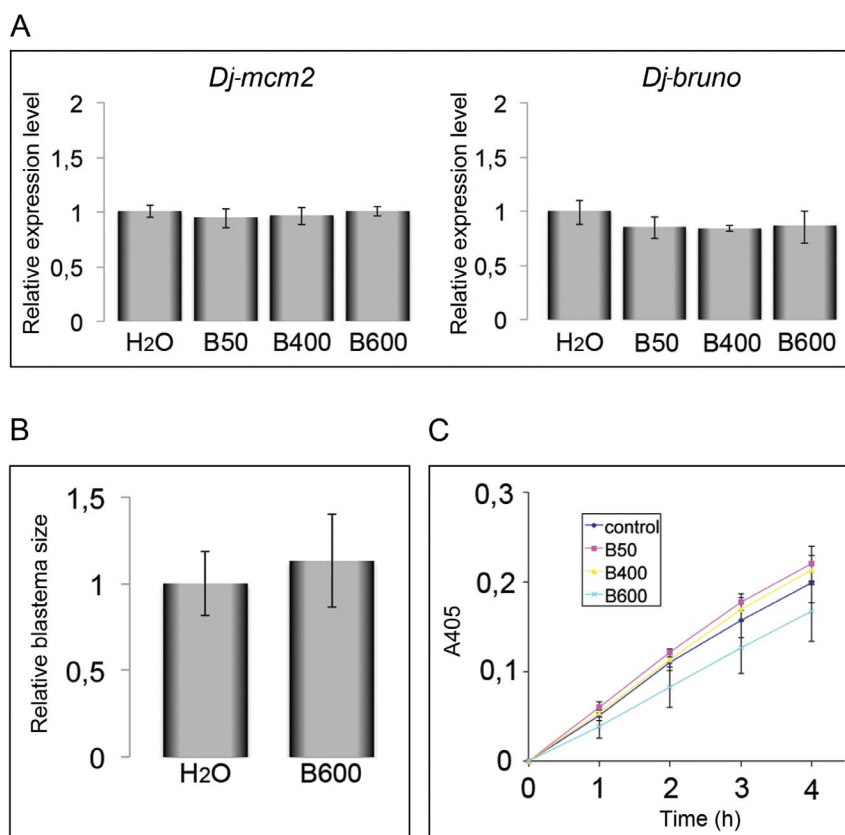 A
Dj-mcm2
Relative expression level
2
1,5
1
0,5
0
H2O B50 B400 B600
Dj-bruno
Relative expression level
2
1,5
1
0,5
0
H2O B50 B400 B600
B
Relative blastema size
1,5
1
0,5
0
H2O B600
C
A405
0,3
0,2
0,1
0
control
B50
B400
B600
0 1 2 3 4
Time (h)